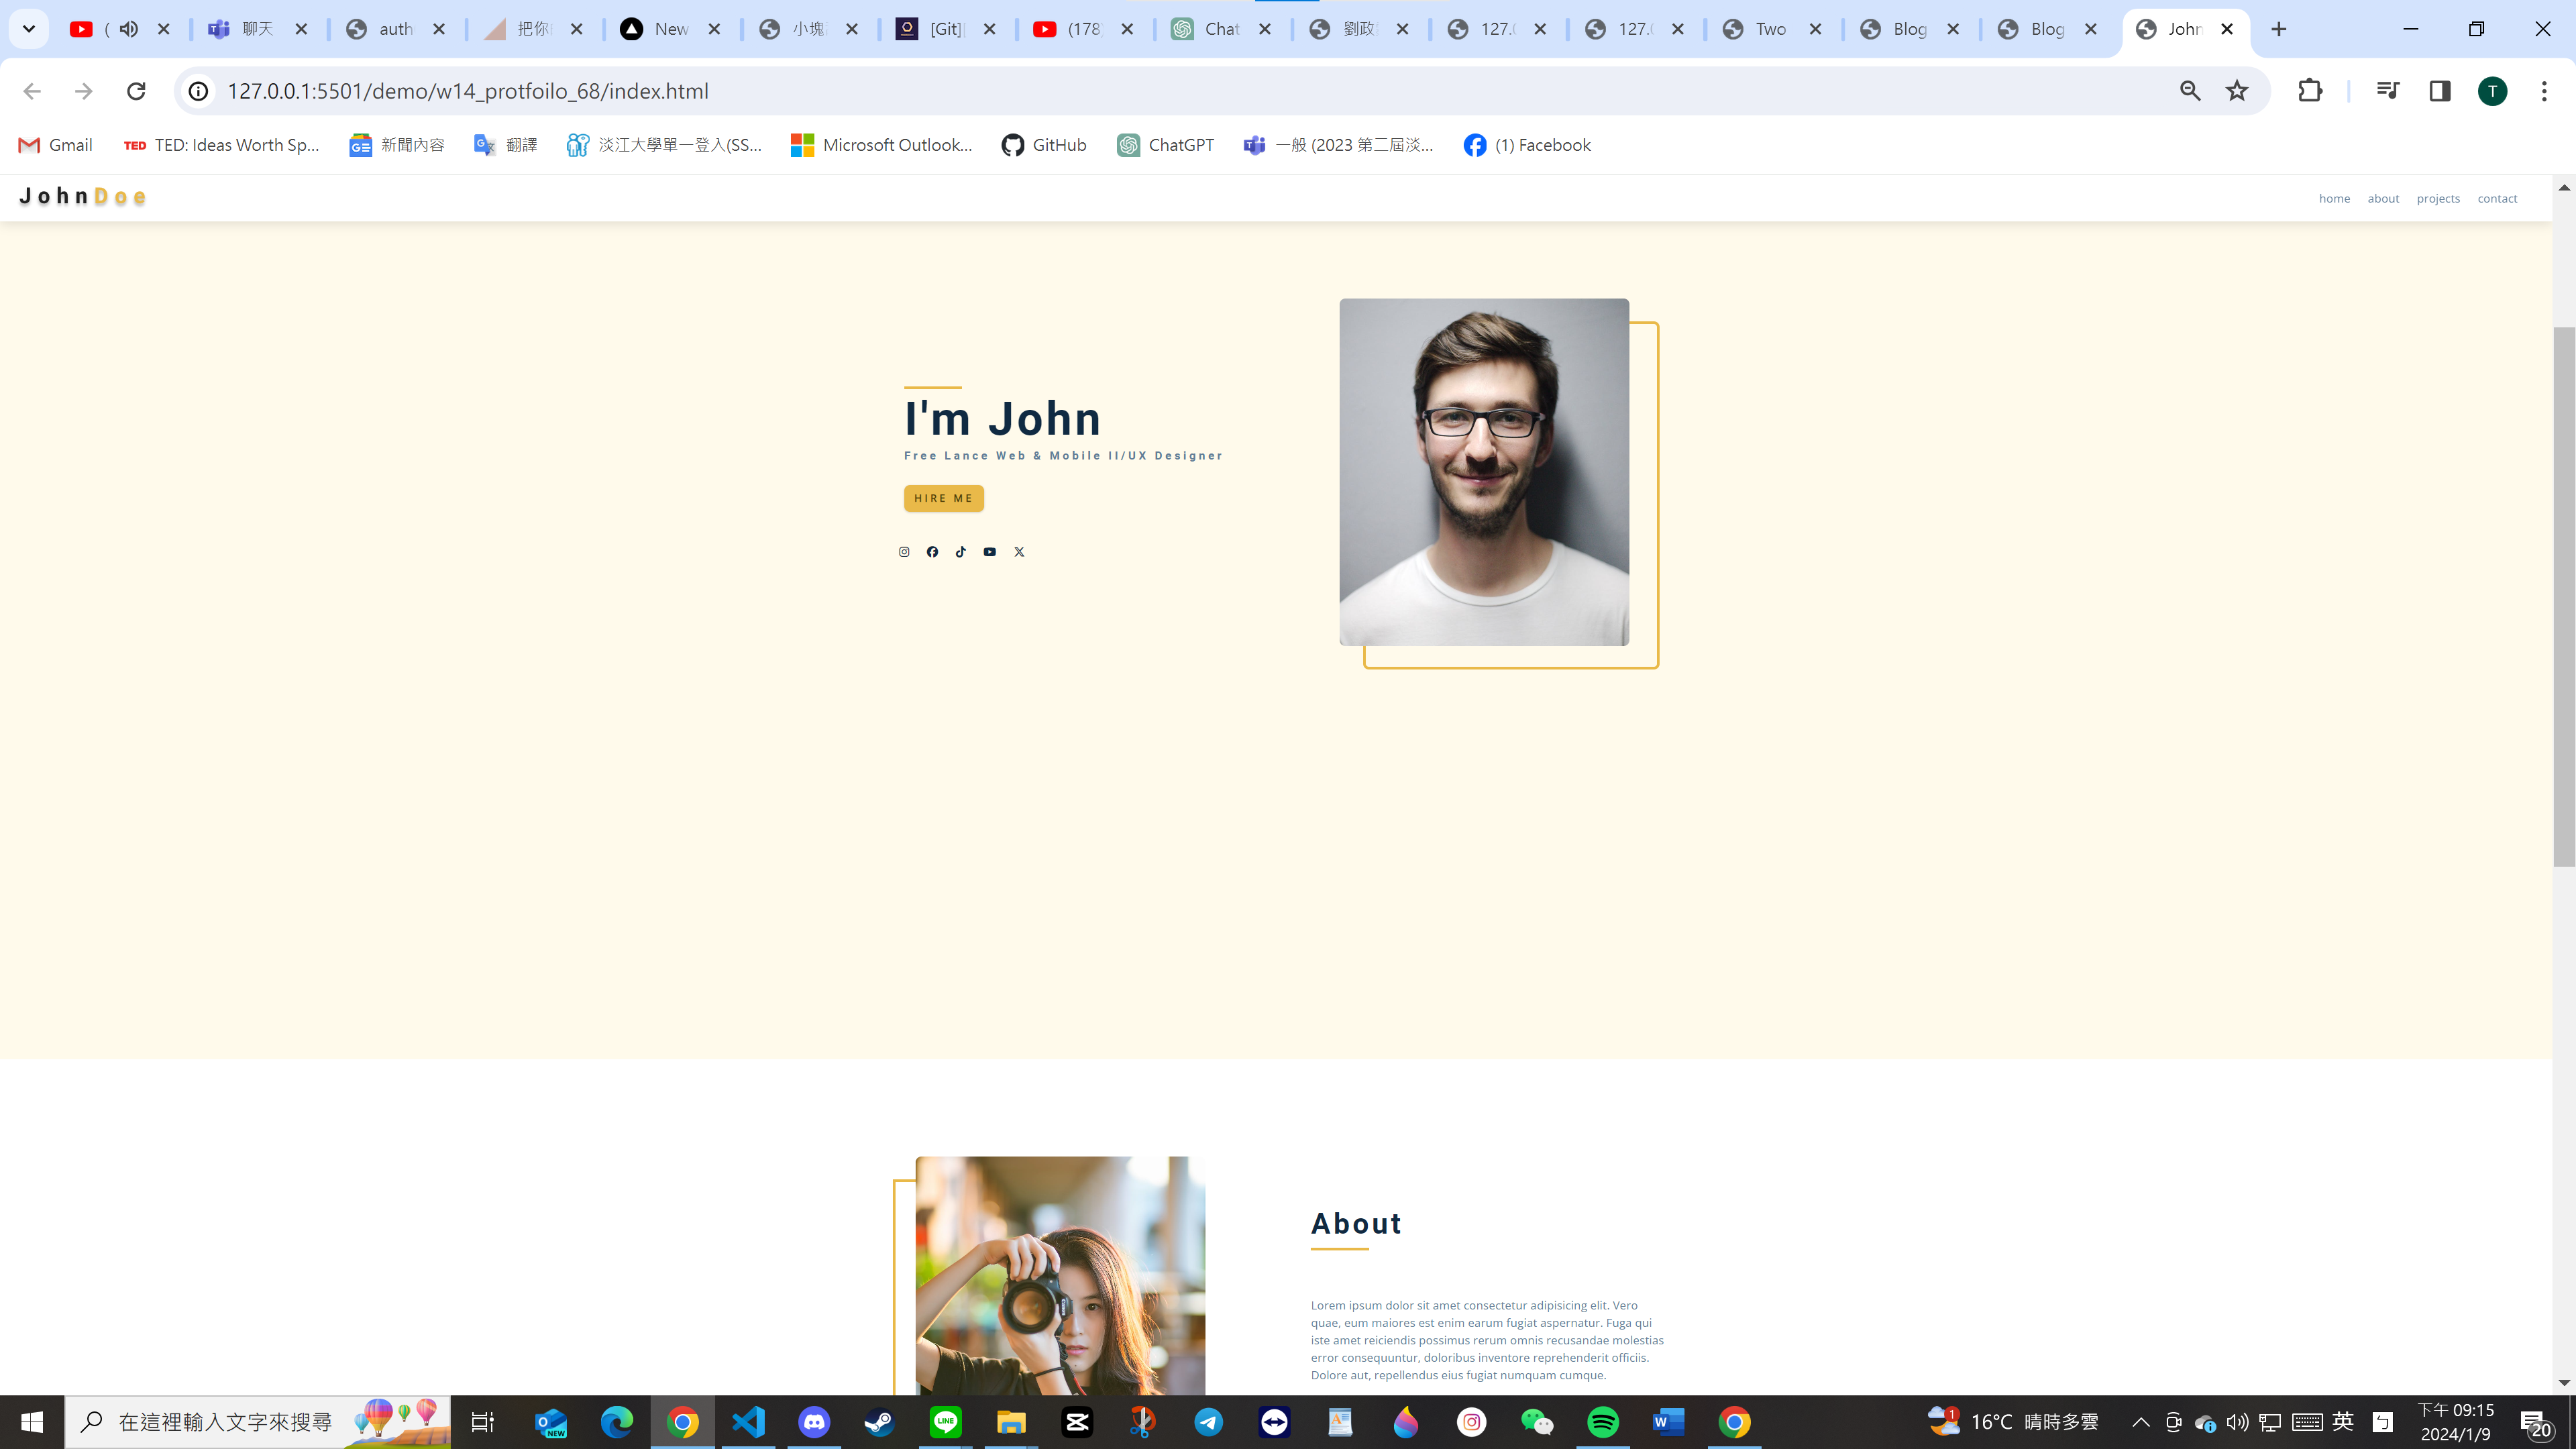 ( 
聊天
auth
把你
New
小塊
[Git]
(178)
Chat
劉政
127.0
127.0
Two
Blog
Blog
John
127.0.0.1:5501/demo/w14_protfoilo_68/index.html
T
Gmail
TED
TED: Ideas Worth Sp...
新聞內容
翻譯
淡江大學單一登入(SS...
Microsoft Outlook...
GitHub
ChatGPT
一般 (2023 第二屆淡...
(1) Facebook
JohnDoe
home about projects contact
I'm John
Free Lance Web & Mobile II/UX Designer
HIRE ME
About
Lorem ipsum dolor sit amet consectetur adipisicing elit. Vero
quae, eum maiores est enim earum fugiat aspernatur. Fuga qui
iste amet reiciendis possimus rerum omnis recusandae molestias
error consequuntur, doloribus inventore reprehenderit officiis.
Dolore aut, repellendus eius fugiat numquam cumque.
在這裡輸入文字來搜尋
NEW
LINE
1
16°C 晴時多雲
英
下午 09:15
2024/1/9
20